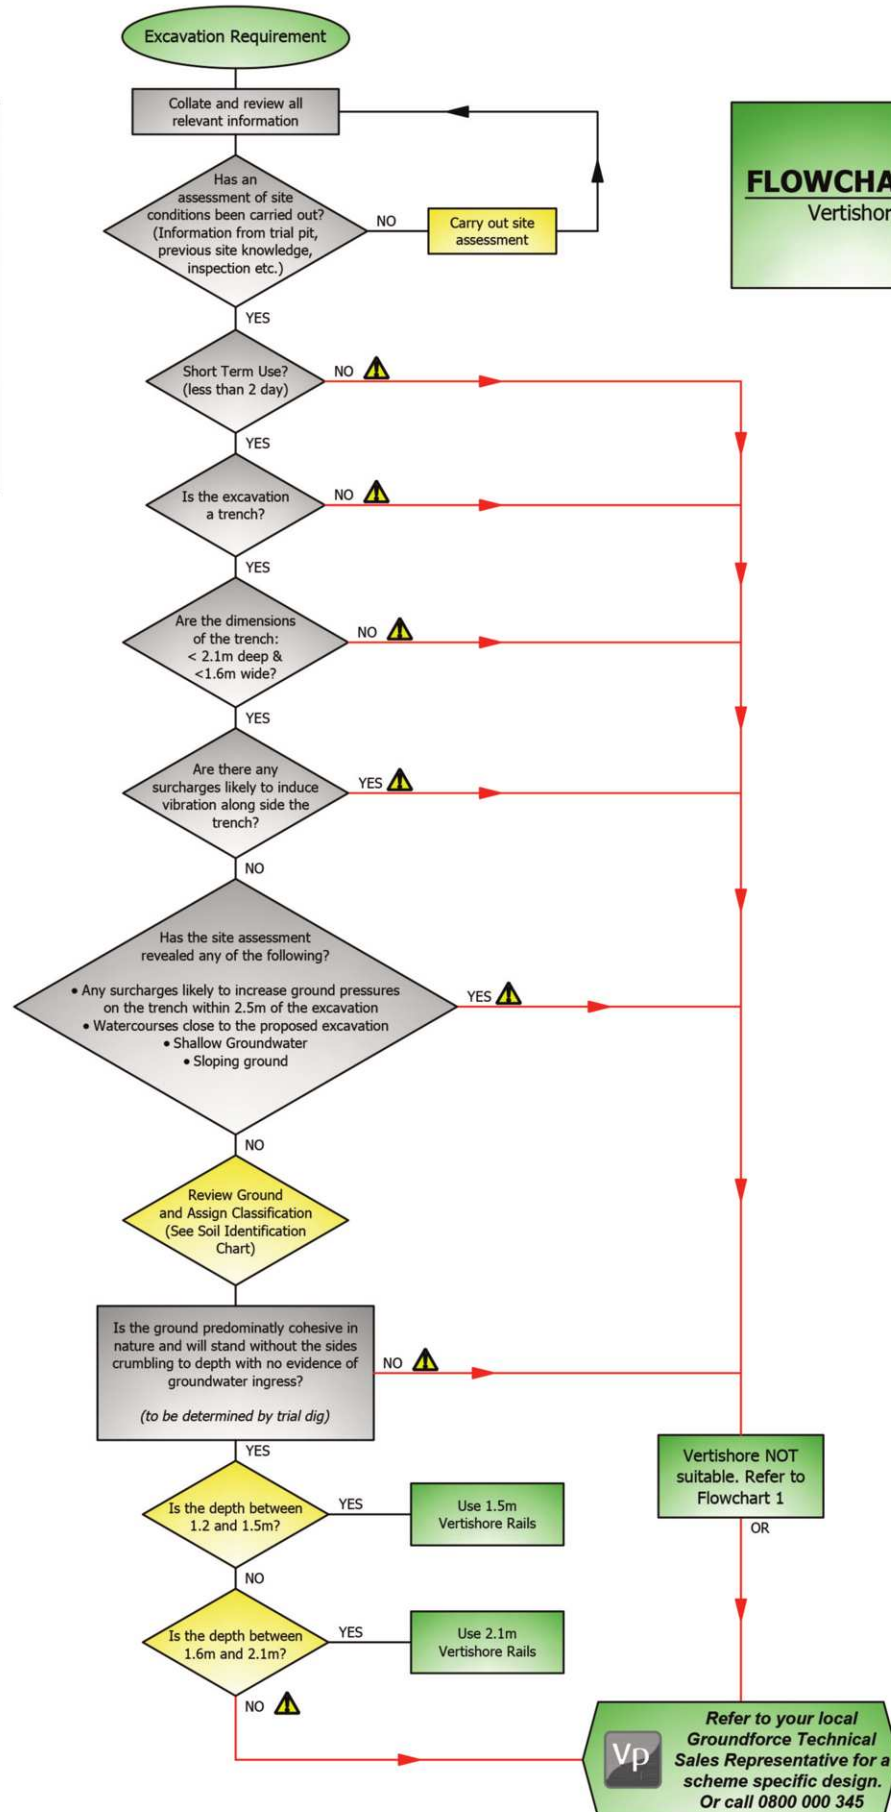 Excavation Requirement
Collate and review all
relevant information
Has an
assessment of site
conditions been carried out?
(Information from trial pit,
previous site knowledge,
inspection etc.)
NO
Carry out site
assessment
FLOWCHA
Vertishor
YES
Short Term Use?
(less than 2 day)
NO
YES
Is the excavation
a trench?
NO
YES
Are the dimensions
of the trench:
< 2.1m deep &
<1.6m wide?
NO
YES
Are there any
surcharges likely to induce
vibration along side the
trench?
YES
NO
Has the site assessment
revealed any of the following?
• Any surcharges likely to increase ground pressures
on the trench within 2.5m of the excavation
• Watercourses close to the proposed excavation
• Shallow Groundwater
• Sloping ground
YES
NO
Review Ground
and Assign Classification
(See Soil Identification
Chart)
Is the ground predominatly cohesive in
nature and will stand without the sides
crumbling to depth with no evidence of
groundwater ingress?
(to be determined by trial dig)
NO
YES
Vertishore NOT
suitable. Refer to
Flowchart 1
OR
Is the depth between
1.2 and 1.5m?
YES
Use 1.5m
Vertishore Rails
NO
Is the depth between
1.6m and 2.1m?
YES
Use 2.1m
Vertishore Rails
NO
Vp
Refer to your local
Groundforce Technical
Sales Representative for a
scheme specific design.
Or call 0800 000 345